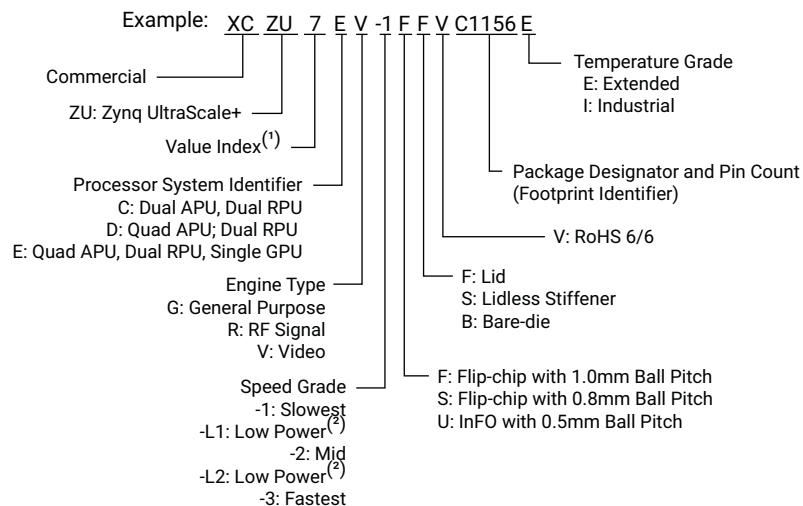 Example: XC ZU 7 E V -1 F F V C1156 E
Commercial
ZU: Zynq UltraScale+
Value Index(1)
Processor System Identifier
C: Dual APU, Dual RPU
D: Quad APU; Dual RPU
E: Quad APU, Dual RPU, Single GPU
Engine Type
G: General Purpose
R: RF Signal
V: Video
Speed Grade
-1: Slowest
-L1: Low Power(2)
-2: Mid
-L2: Low Power(2)
-3: Fastest
Temperature Grade
E: Extended
I: Industrial
Package Designator and Pin Count
(Footprint Identifier)
V: RoHS 6/6
F: Lid
S: Lidless Stiffener
B: Bare-die
F: Flip-chip with 1.0mm Ball Pitch
S: Flip-chip with 0.8mm Ball Pitch
U: InFO with 0.5mm Ball Pitch